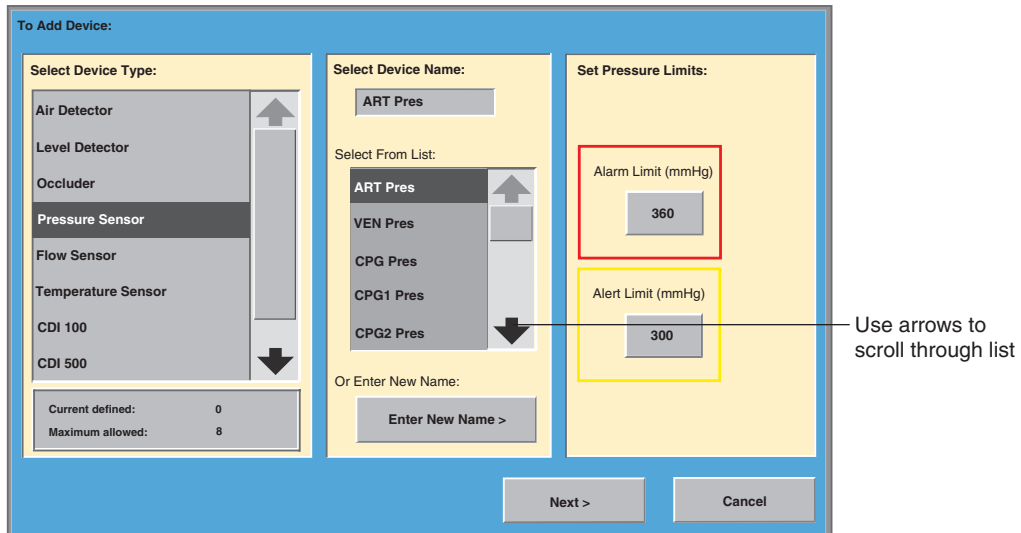 To Add Device:
Select Device Type:
Air Detector
Level Detector
Occluder
Pressure Sensor
Flow Sensor
Temperature Sensor
CDI 100
CDI 500
Current defined: 0
Maximum allowed: 8
Select Device Name:
ART Pres
Select From List:
ART Pres
VEN Pres
CPG Pres
CPG1 Pres
CPG2 Pres
Or Enter New Name:
Enter New Name >
Set Pressure Limits:
Alarm Limit (mmHg)
360
Alert Limit (mmHg)
300
Use arrows to
scroll through list
Next >
Cancel